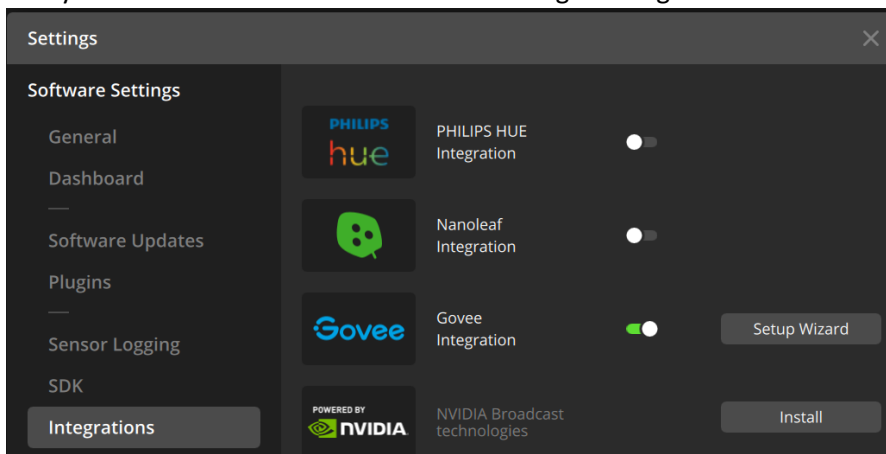 Settings
Software Settings
General
Dashboard
Software Updates
Plugins
Sensor Logging
SDK
Integrations
PHILIPS
hue
PHILIPS HUE
Integration
Nanoleaf
Integration
Govee
Govee
Integration
Setup Wizard
POWERED BY
NVIDIA.
NVIDIA Broadcast
technologies
Install